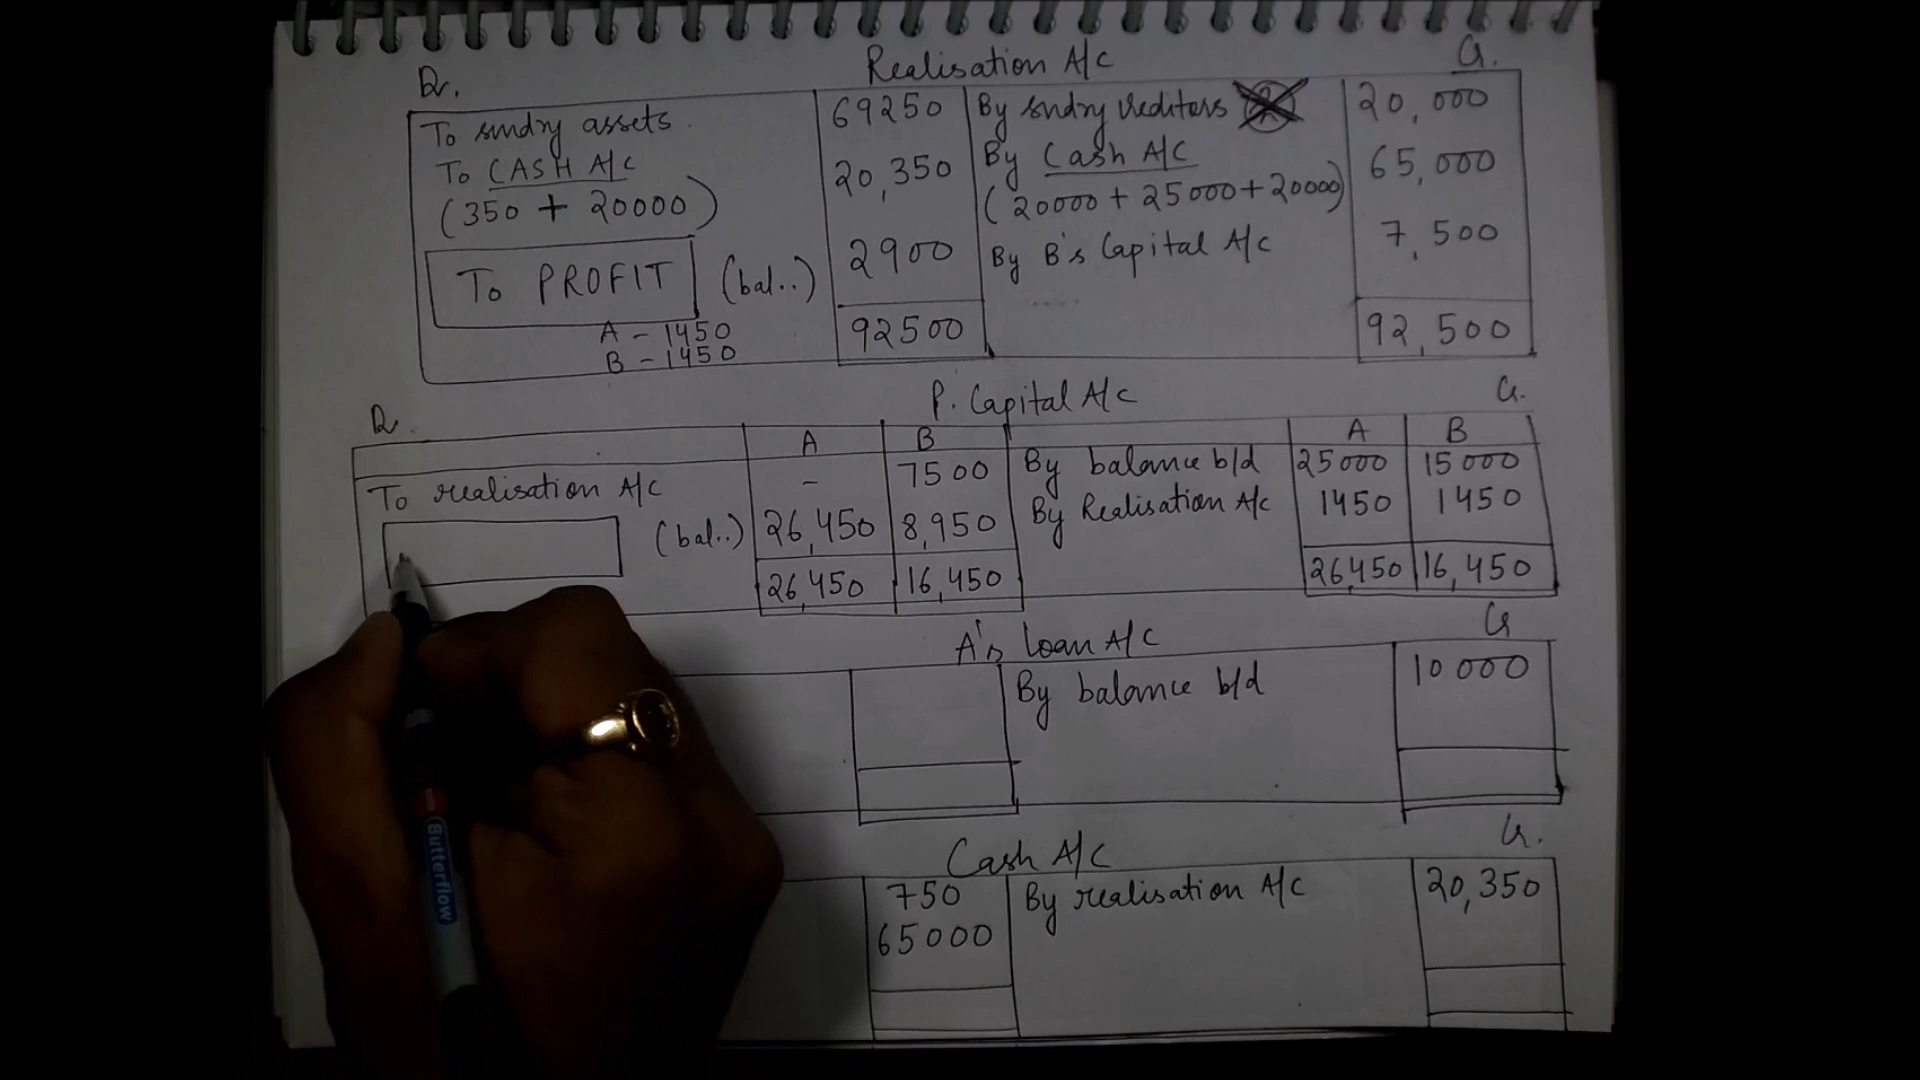 Realisation A/c
Dr. Cr.
To sundry assets 69250 By sndry creditors 20,000
To CASH A/c 20,350 By Cash A/C 65,000
(350 + 20000) (20000 + 25000 + 20000)
To PROFIT (bal..) 2900 By B's Capital A/c 7,500
A - 1450
B - 1450
92500 92,500
P. Capital A/c
Dr. Cr.
A B A B
To realisation A/c - 7500 By balance b/d 25000 15000
(bal..) 26,450 8,950 By Realisation A/c 1450 1450
26,450 16,450 26,450 16,450
A's loan A/c
Cr
By balance b/d 10000
Cash A/c
Cr.
750 By realisation A/c 20,350
65000
Butterflow